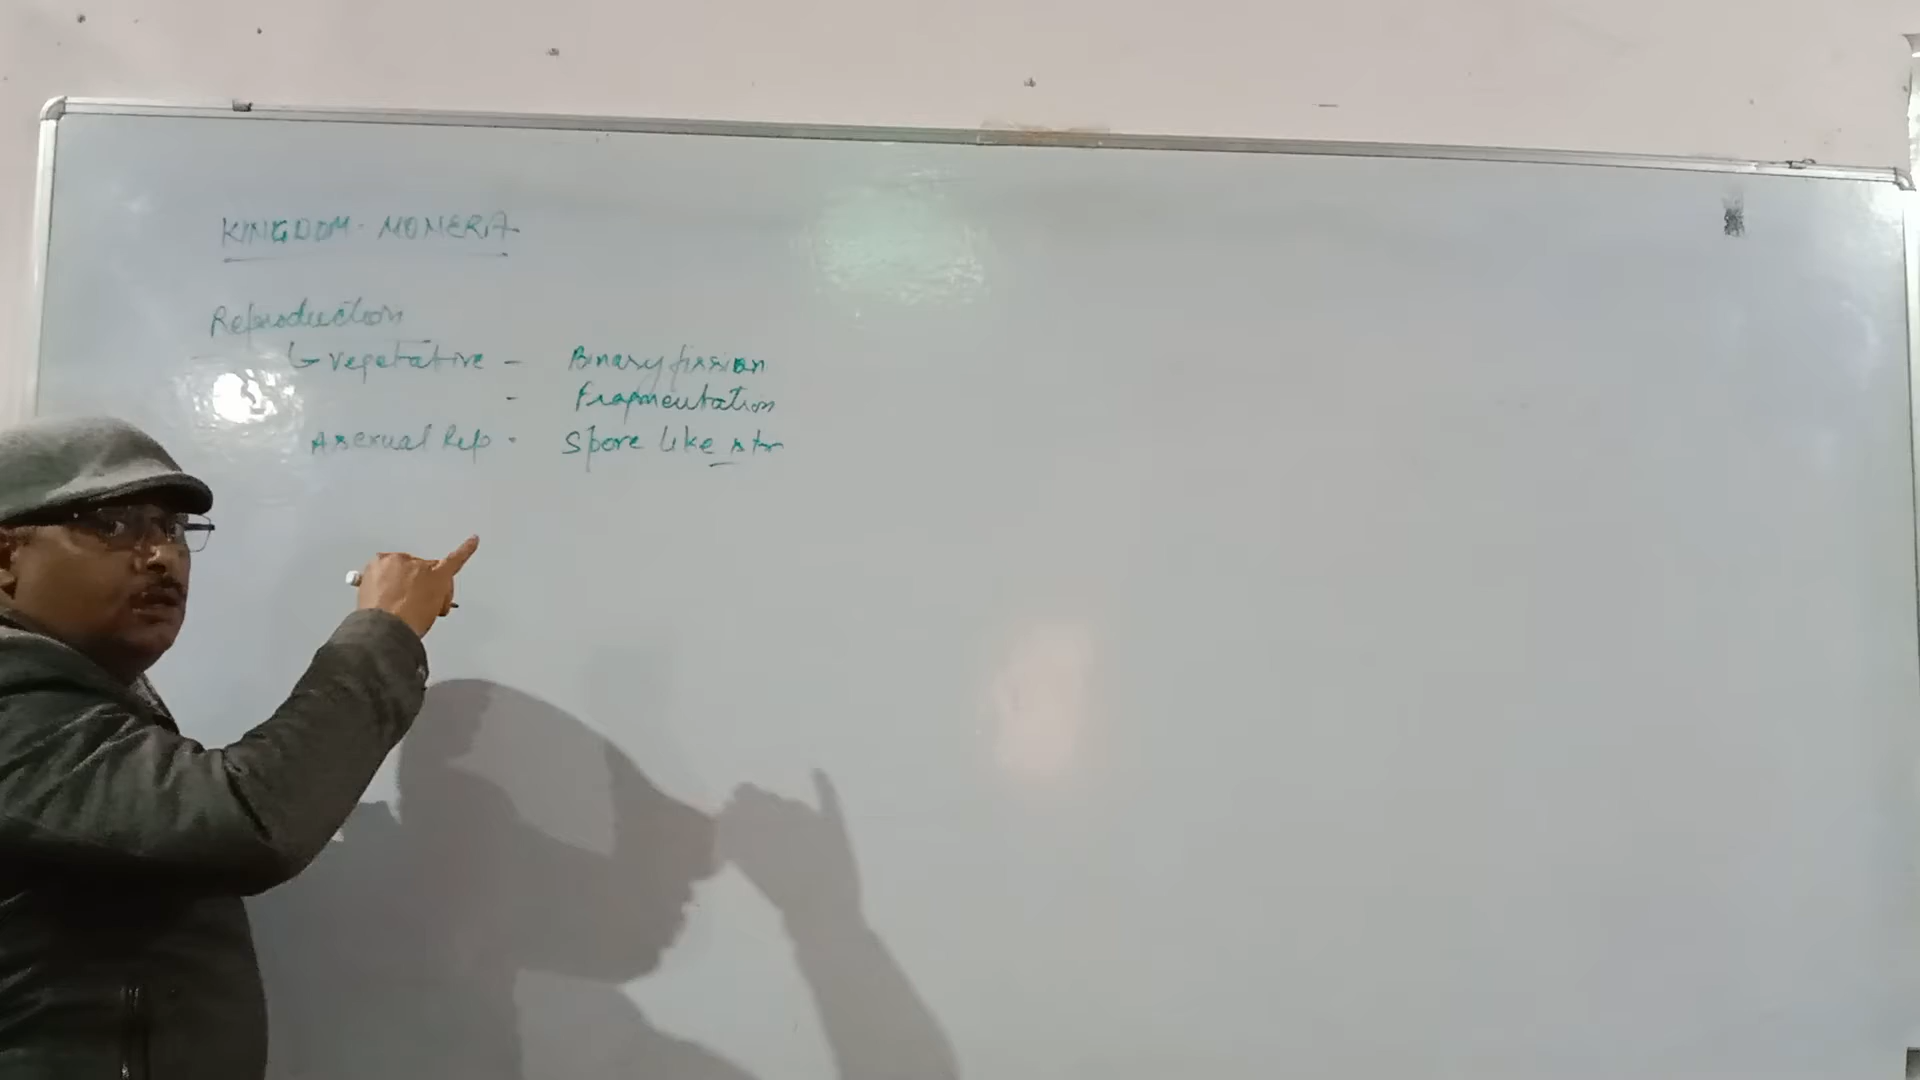 KINGDOM - MONERA
Reproduction
↳ vegetative - Binary fission
- Fragmentation
Asexual Rep - Spore like str